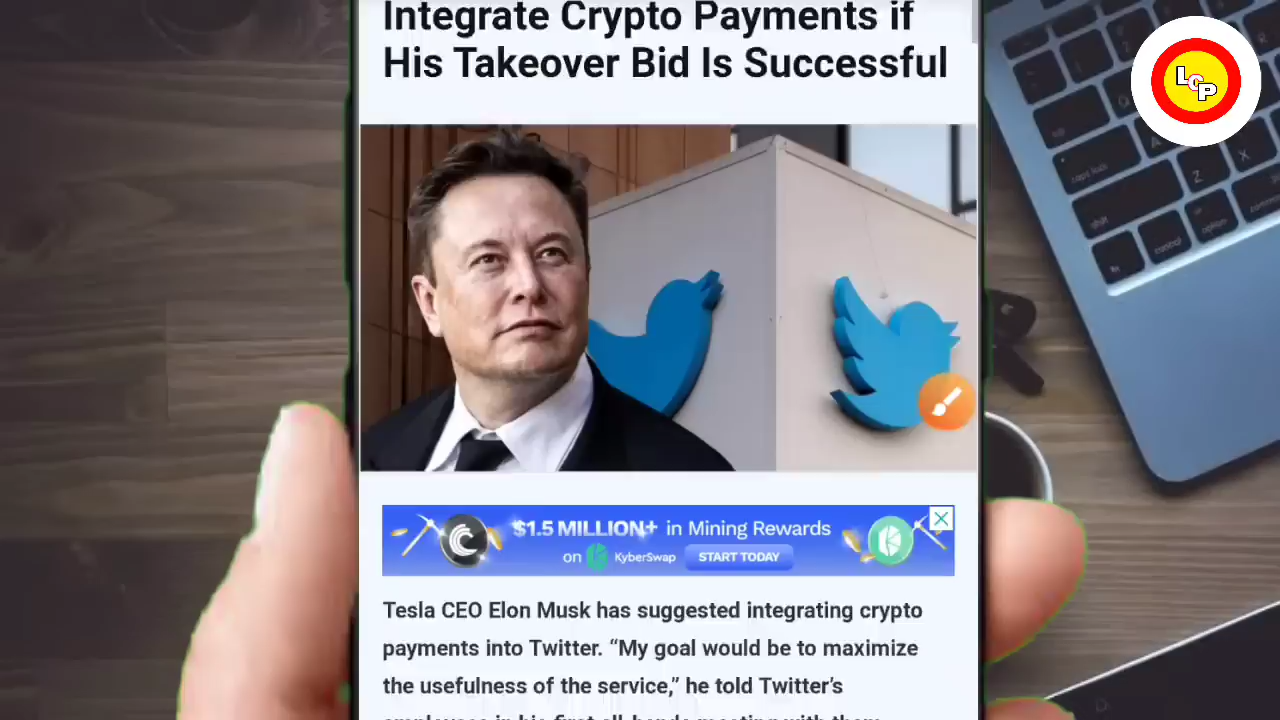 Integrate Crypto Payments if
His Takeover Bid Is Successful
LCP
$1.5 MILLION+ in Mining Rewards
on KyberSwap START TODAY
Tesla CEO Elon Musk has suggested integrating crypto
payments into Twitter. “My goal would be to maximize
the usefulness of the service,” he told Twitter’s